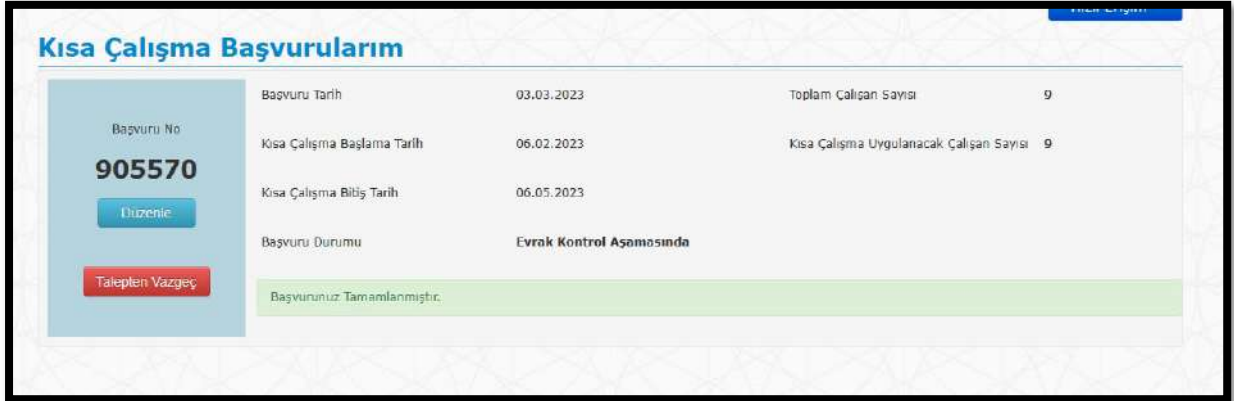 Kısa Çalışma Başvurularım
Başvuru No
905570
Düzenle
Talepten Vazgeç
Başvuru Tarih 03.03.2023 Toplam Çalışan Sayısı 9
Kısa Çalışma Başlama Tarih 06.02.2023 Kısa Çalışma Uygulanacak Çalışan Sayısı 9
Kısa Çalışma Bitiş Tarih 06.05.2023
Başvuru Durumu Evrak Kontrol Aşamasında
Başvurunuz Tamamlanmıştır.